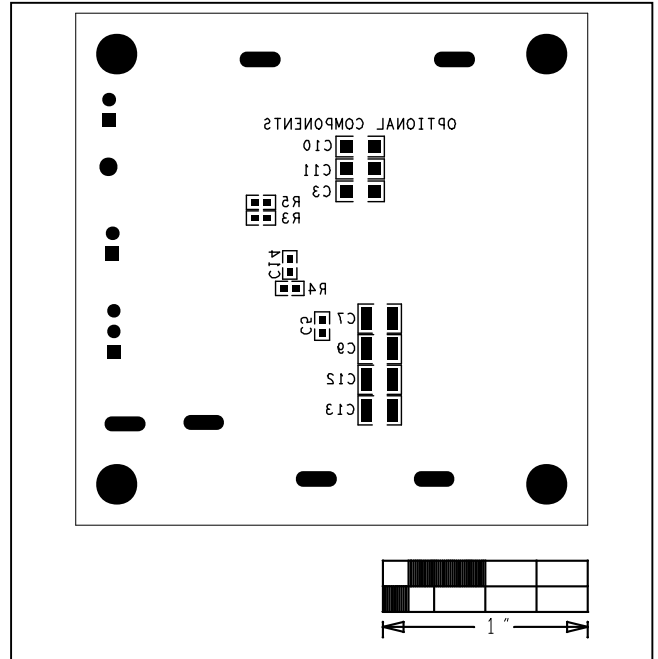 OPTIONAL COMPONENTS
C10
C11
C3
R5
R3
C14
R4
C5
C7
C9
C12
C13
1 "